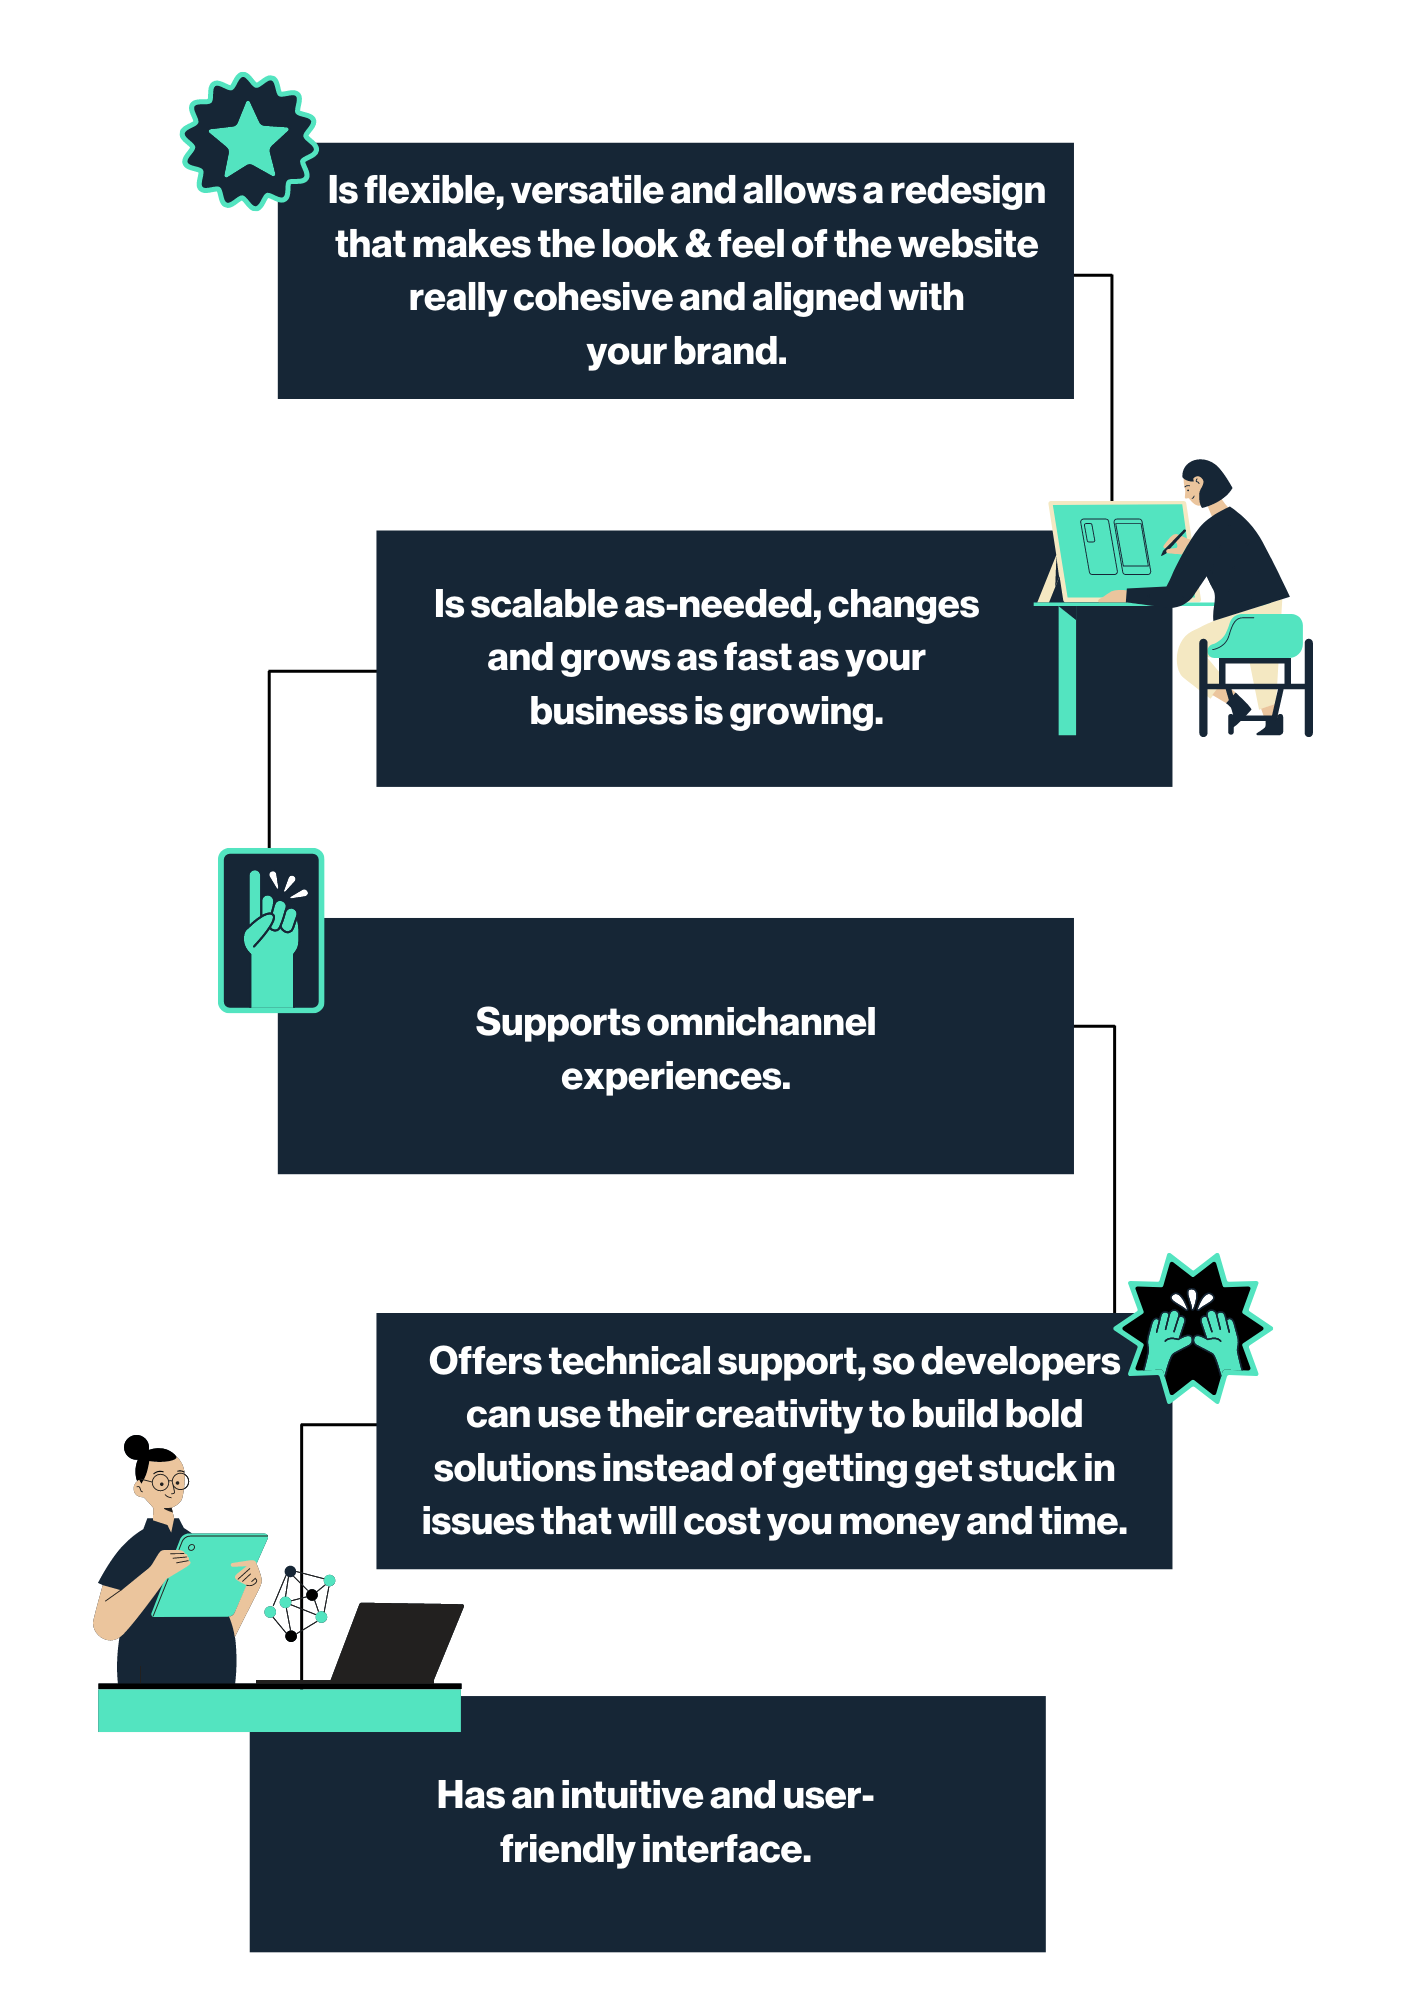 Is flexible, versatile and allows a redesign
that makes the look & feel of the website
really cohesive and aligned with
your brand.
Is scalable as-needed, changes
and grows as fast as your
business is growing.
Supports omnichannel
experiences.
Offers technical support, so developers
can use their creativity to build bold
solutions instead of getting get stuck in
issues that will cost you money and time.
Has an intuitive and user-
friendly interface.